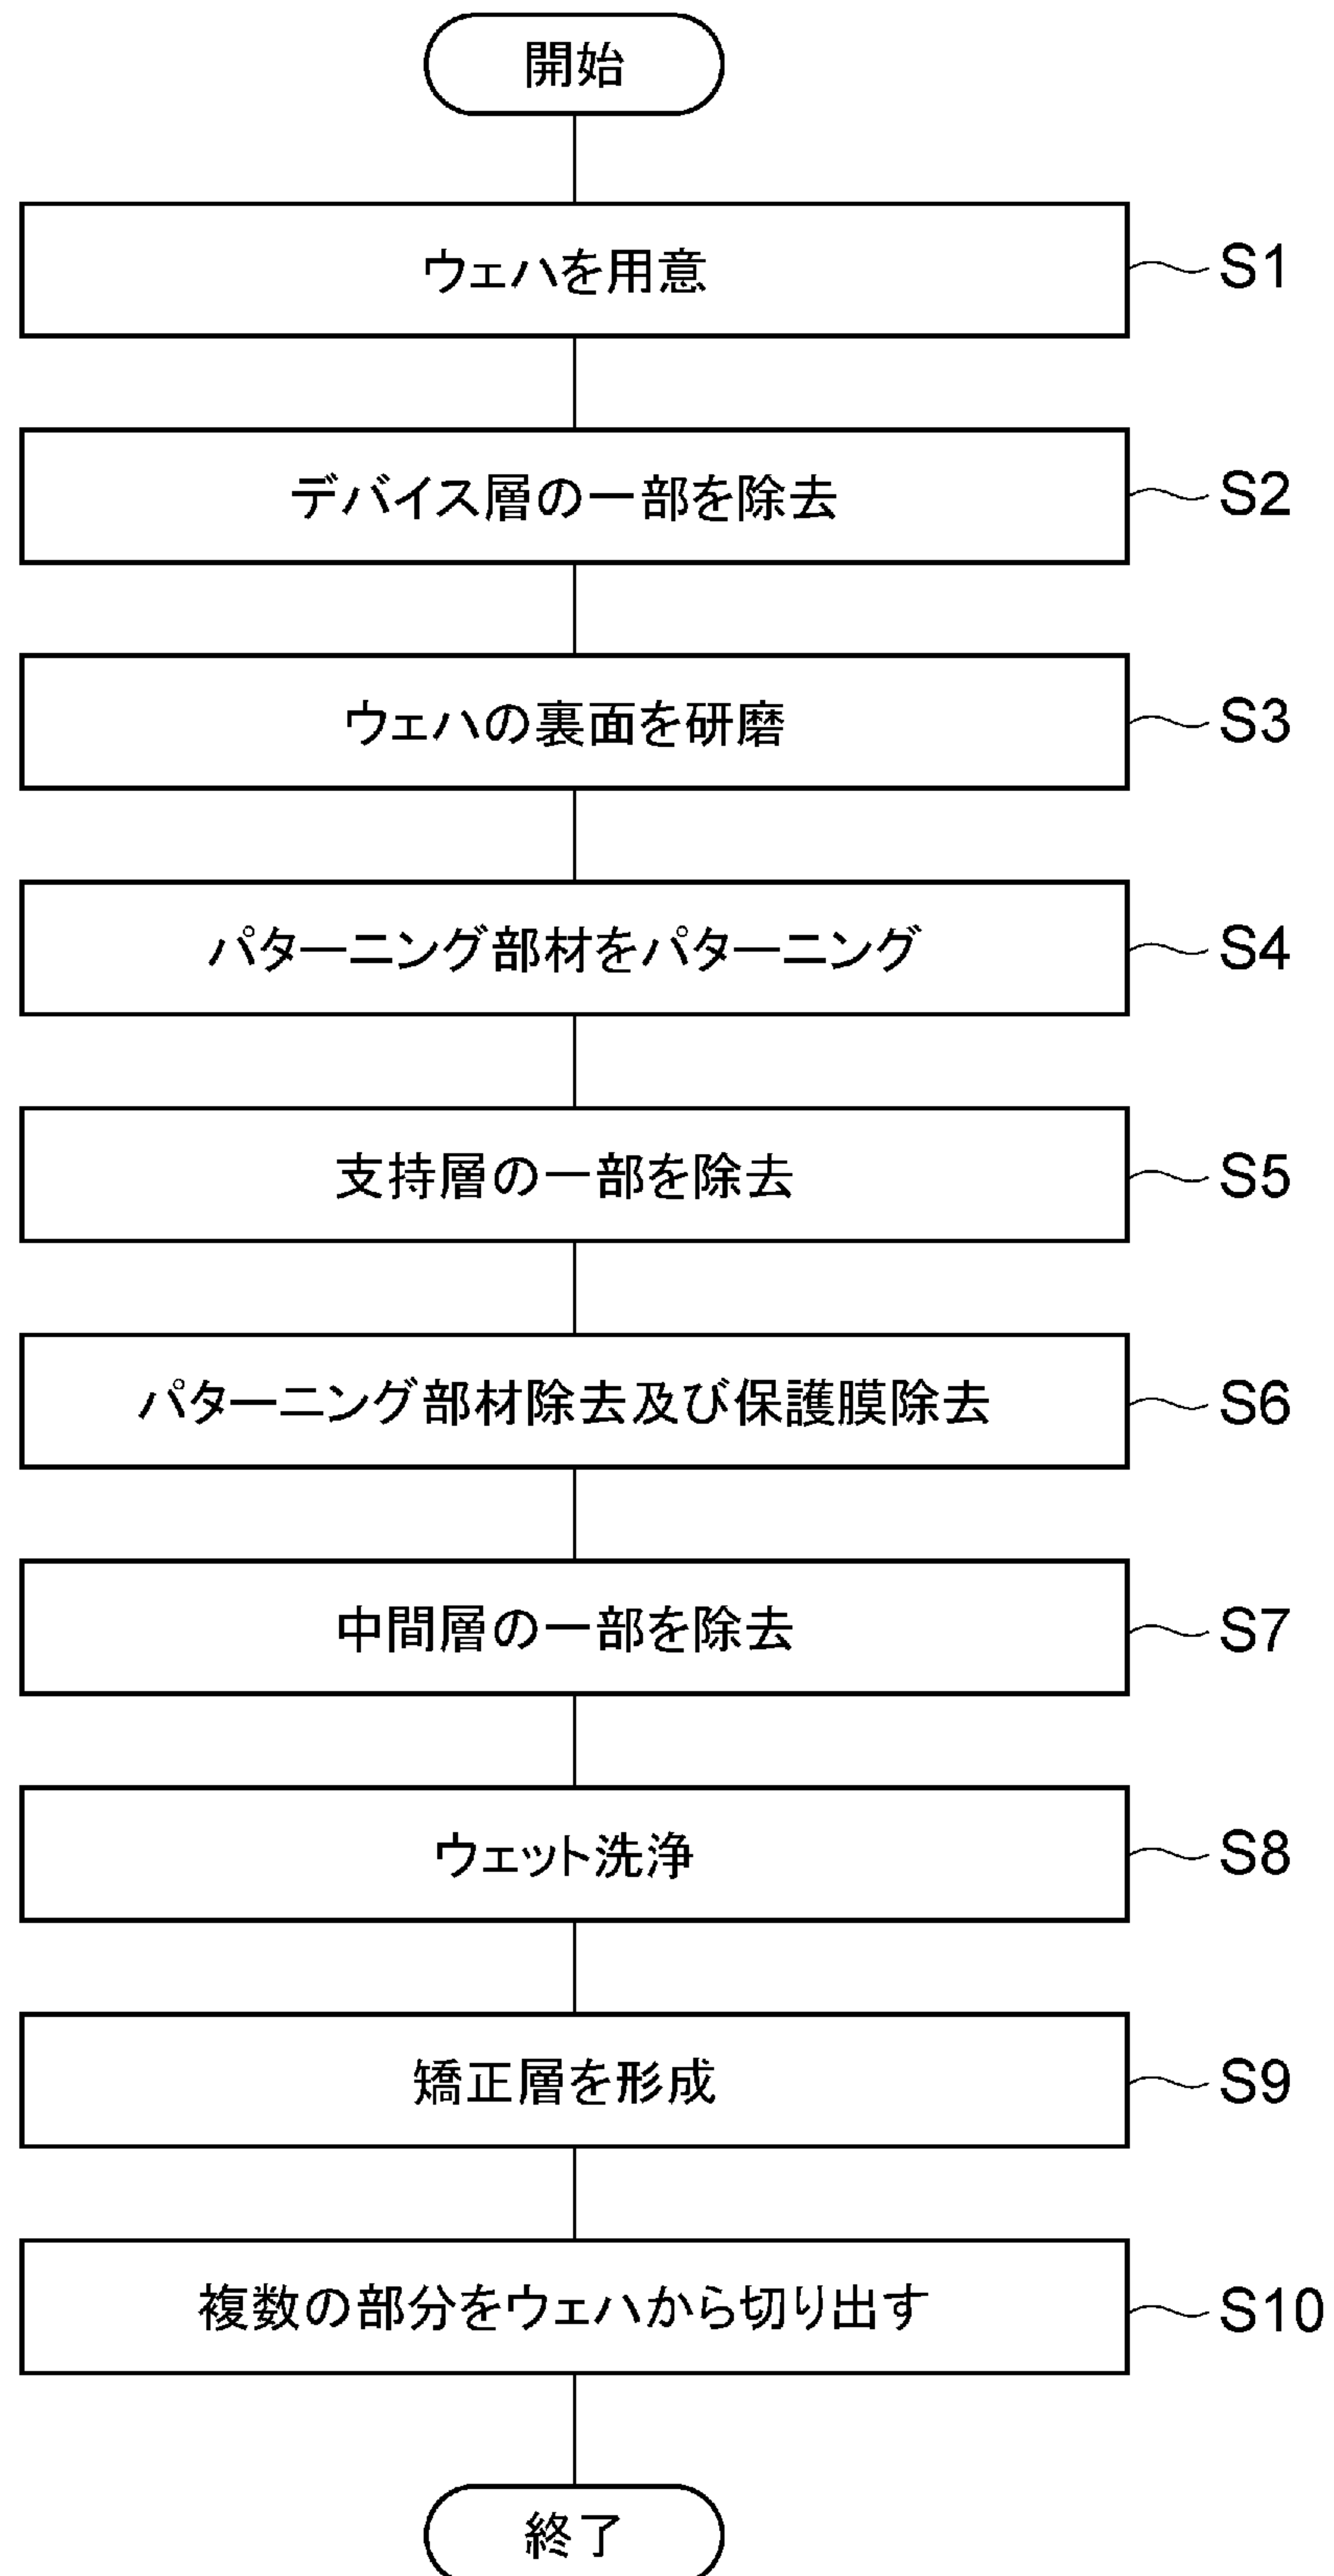 開始
ウェハを用意 S1
デバイス層の一部を除去 S2
ウェハの裏面を研磨 S3
パターニング部材をパターニング S4
支持層の一部を除去 S5
パターニング部材除去及び保護膜除去 S6
中間層の一部を除去 S7
ウェット洗浄 S8
矯正層を形成 S9
複数の部分をウェハから切り出す S10
終了